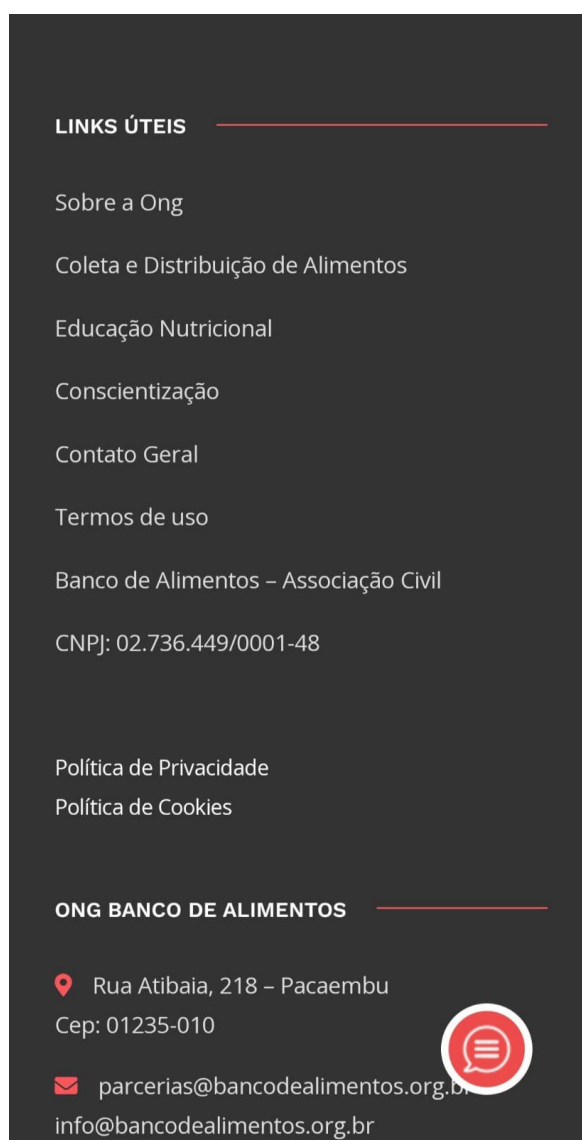 LINKS ÚTEIS
Sobre a Ong
Coleta e Distribuição de Alimentos
Educação Nutricional
Conscientização
Contato Geral
Termos de uso
Banco de Alimentos – Associação Civil
CNPJ: 02.736.449/0001-48
Política de Privacidade
Política de Cookies
ONG BANCO DE ALIMENTOS
Rua Atibaia, 218 – Pacaembu
Cep: 01235-010
parcerias@bancodealimentos.org.br
info@bancodealimentos.org.br